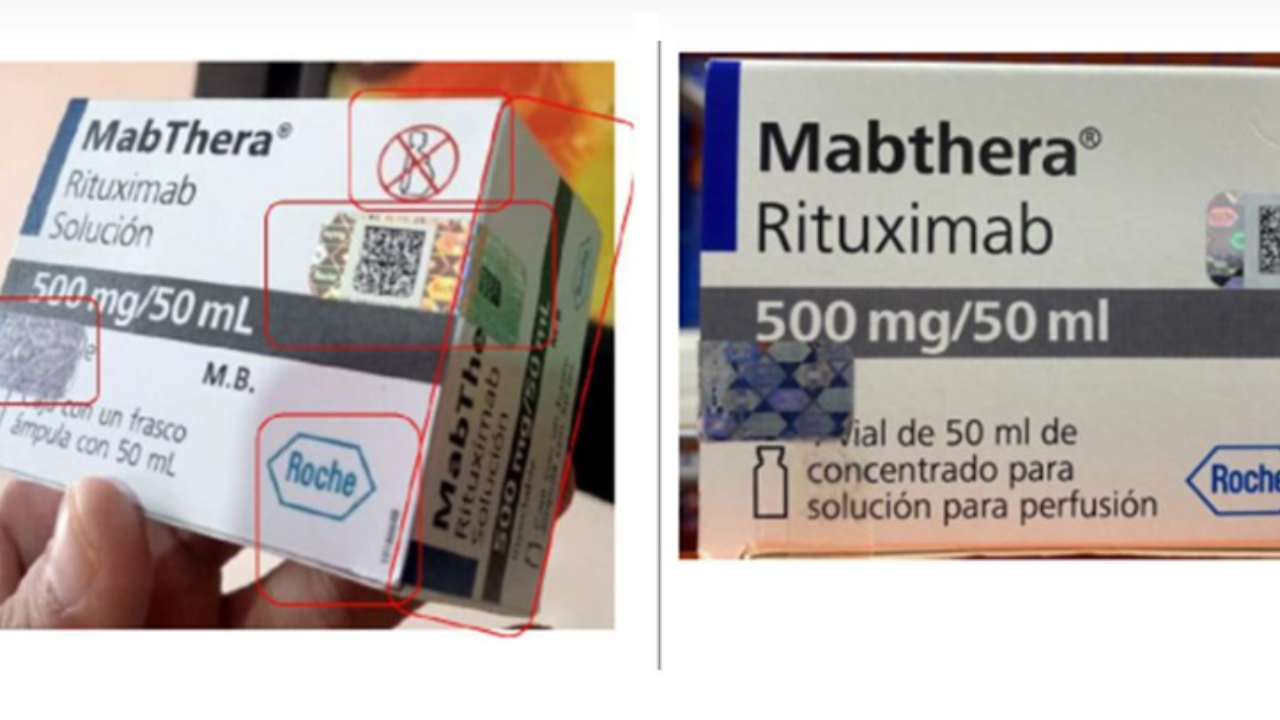 MabThera®
Rituximab
Solución
500 mg/50 mL
M.B.
Caja con un frasco
ámpula con 50 mL
Roche
MabThe
Rituximab
Solución
500 mg/50 mL
Mabthera®
Rituximab
500 mg/50 ml
Vial de 50 ml de
concentrado para
solución para perfusión
Roche